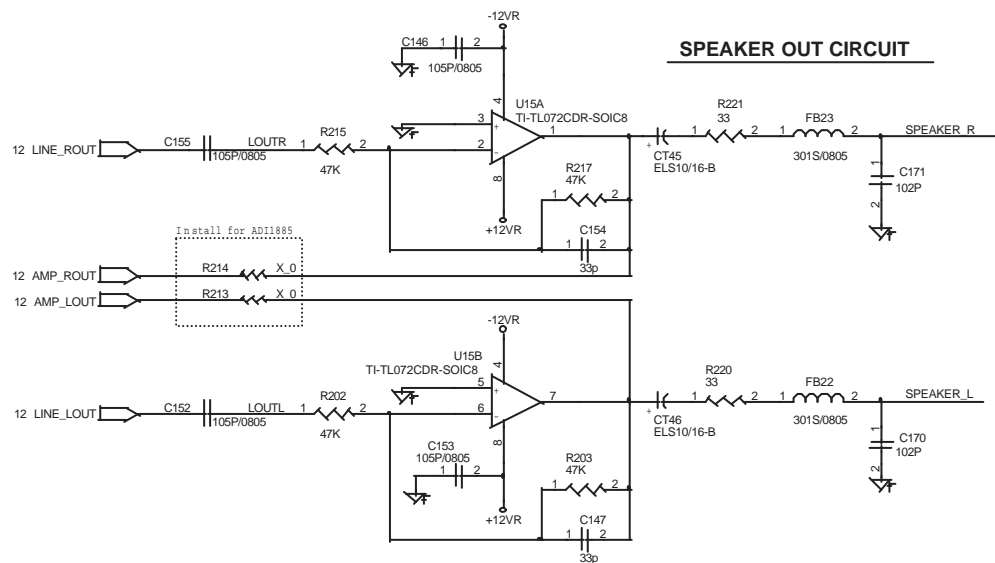 -12VR
C146 1 2
105P/0805
SPEAKER OUT CIRCUIT
4
U15A
TI-TL072CDR-SOIC8
3 +
2 -
1
8
+12VR
12 LINE_ROUT
C155
105P/0805
LOUTR
R215
1 2
47K
R217
47K
1 2
C154
1 2
33p
+
CT45
ELS10/16-B
R221
33
1 2
FB23
1 2
301S/0805
SPEAKER_R
1
C171
102P
2
Install for ADI1885
12 AMP_ROUT
R214 X_0
12 AMP_LOUT
R213 X_0
-12VR
4
U15B
TI-TL072CDR-SOIC8
5 +
6 -
7
8
+12VR
12 LINE_LOUT
C152
105P/0805
LOUTL
R202
1 2
47K
C153
105P/0805
1 2
R203
47K
1 2
C147
1 2
33p
+
CT46
ELS10/16-B
R220
33
1 2
FB22
1 2
301S/0805
SPEAKER_L
1
C170
102P
2